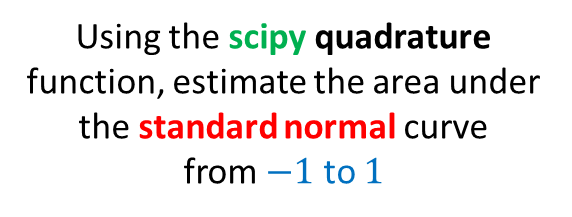 Using the scipy quadrature
function, estimate the area under
the standard normal curve
from −1 to 1